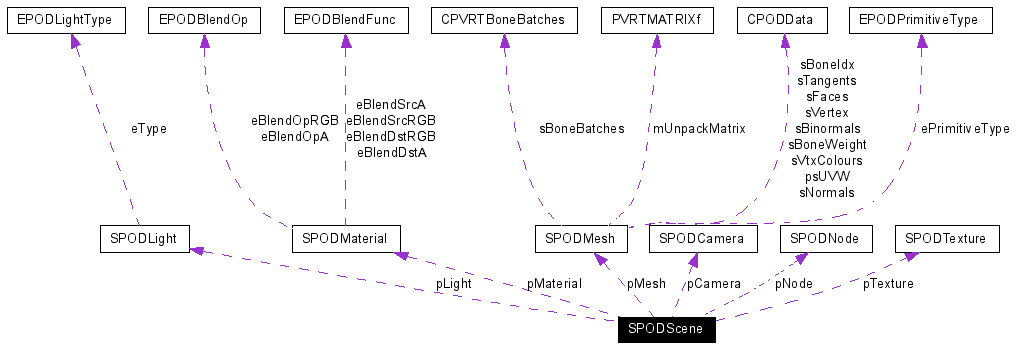 EPODLightType
EPODBlendOp
EPODBlendFunc
CPVRTBoneBatches
PVRTMATRIXf
CPODData
EPODPrimitiveType
eType
eBlendOpRGB
eBlendOpA
eBlendSrcA
eBlendSrcRGB
eBlendDstRGB
eBlendDstA
sBoneBatches
mUnpackMatrix
sBoneIdx
sTangents
sFaces
sVertex
sBinormals
sBoneWeight
sVtxColours
psUVW
sNormals
ePrimitiveType
SPODLight
SPODMaterial
SPODMesh
SPODCamera
SPODNode
SPODTexture
pLight
pMaterial
pMesh
pCamera
pNode
pTexture
SPODScene